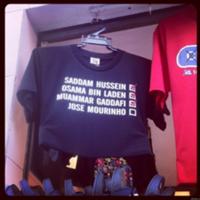 SADDAM HUSSEIN
OSAMA BIN LADEN
MUAMMAR GADDAFI
JOSE MOURINHO